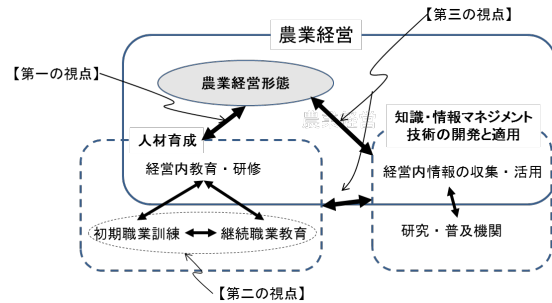 農業経営
【第三の視点】
【第一の視点】
農業経営形態
農業経営
知識・情報マネジメント
技術の開発と適用
人材育成
経営内教育・研修
経営内情報の収集・活用
初期職業訓練
継続職業教育
研究・普及機関
【第二の視点】